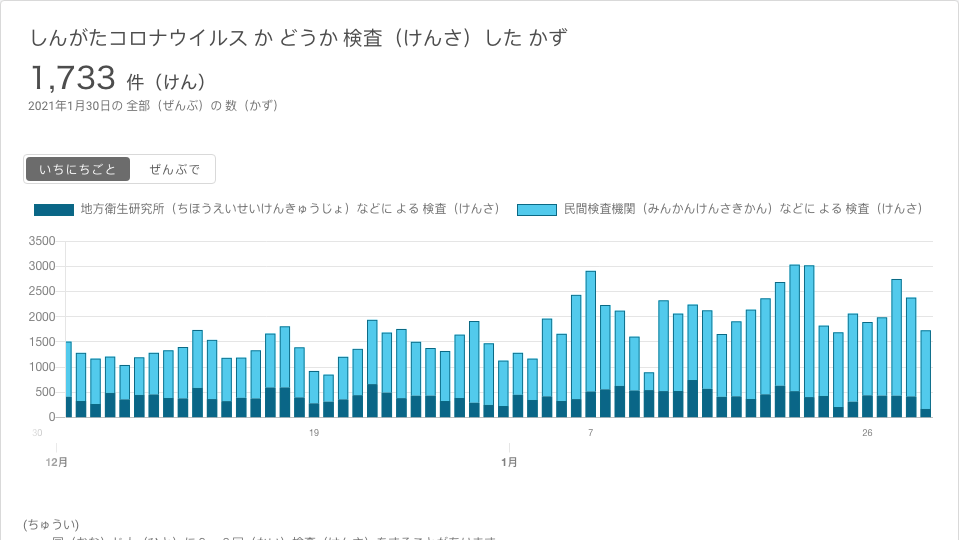 しんがたコロナウイルス か どうか 検査（けんさ）した かず
1,733 件（けん）
2021年1月30日の 全部（ぜんぶ）の 数（かず）
いちにちごと ぜんぶで
地方衛生研究所（ちほうえいせいけんきゅうじょ）などに よる 検査（けんさ） 民間検査機関（みんかんけんさきかん）などに よる 検査（けんさ）
3500
3000
2500
2000
1500
1000
500
0
30 19 7 26
12月 1月
(ちゅうい)